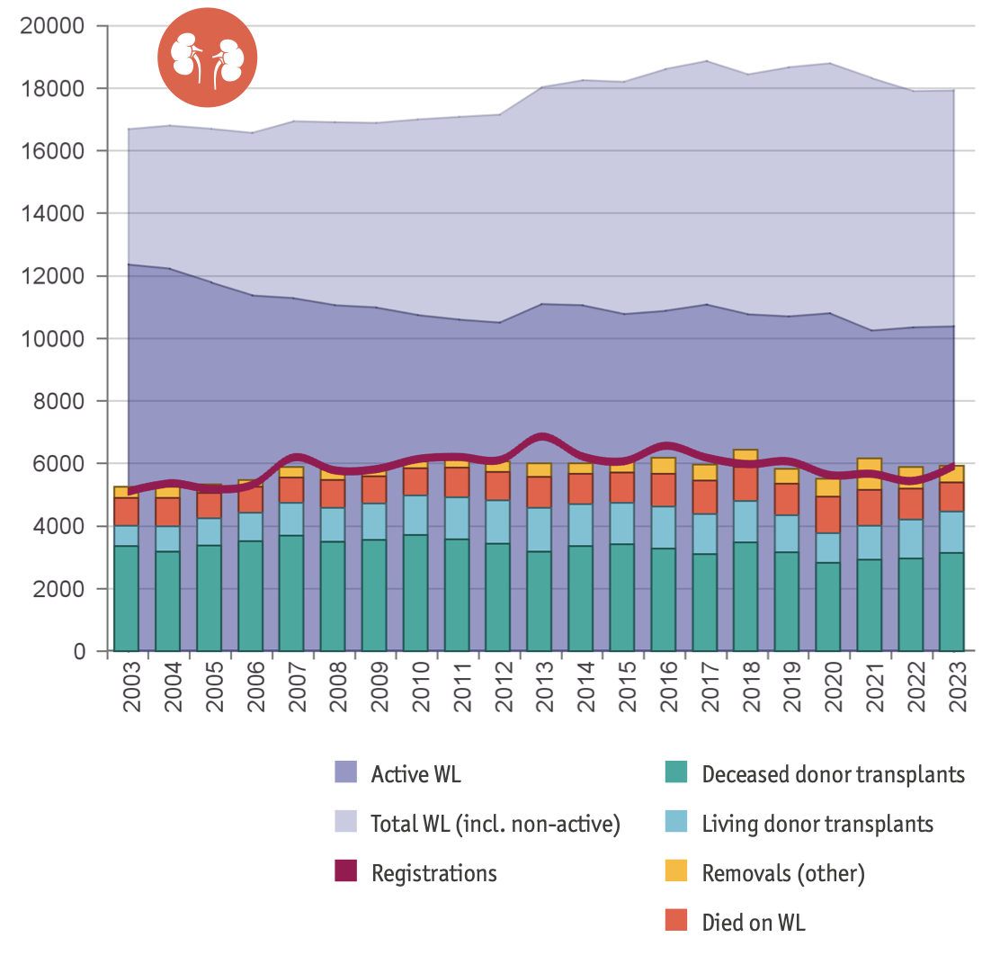 20000
18000
16000
14000
12000
10000
8000
6000
4000
2000
0
2003 2004 2005 2006 2007 2008 2009 2010 2011 2012 2013 2014 2015 2016 2017 2018 2019 2020 2021 2022 2023
Active WL
Total WL (incl. non-active)
Registrations
Deceased donor transplants
Living donor transplants
Removals (other)
Died on WL